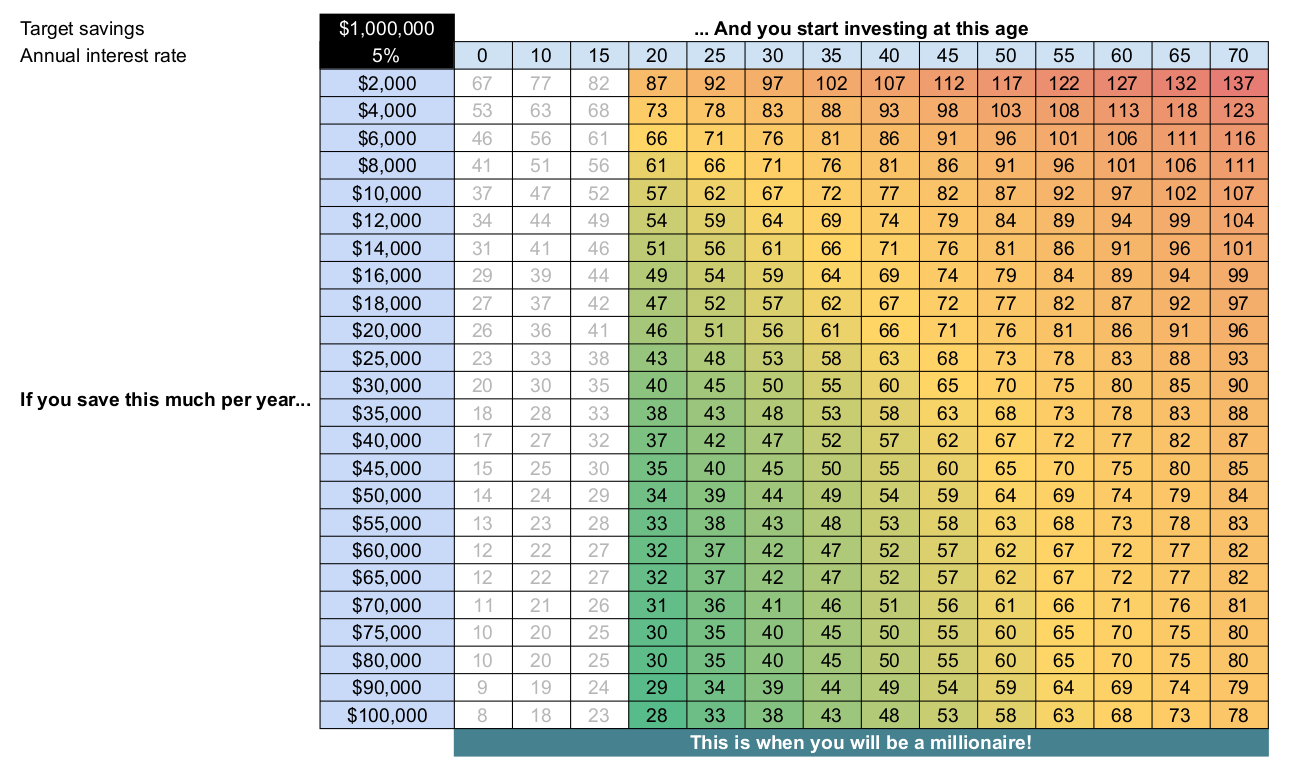 Target savings $1,000,000 ... And you start investing at this age
Annual interest rate 5% 0 10 15 20 25 30 35 40 45 50 55 60 65 70
$2,000 67 77 82 87 92 97 102 107 112 117 122 127 132 137
$4,000 53 63 68 73 78 83 88 93 98 103 108 113 118 123
$6,000 46 56 61 66 71 76 81 86 91 96 101 106 111 116
$8,000 41 51 56 61 66 71 76 81 86 91 96 101 106 111
$10,000 37 47 52 57 62 67 72 77 82 87 92 97 102 107
$12,000 34 44 49 54 59 64 69 74 79 84 89 94 99 104
$14,000 31 41 46 51 56 61 66 71 76 81 86 91 96 101
$16,000 29 39 44 49 54 59 64 69 74 79 84 89 94 99
$18,000 27 37 42 47 52 57 62 67 72 77 82 87 92 97
$20,000 26 36 41 46 51 56 61 66 71 76 81 86 91 96
$25,000 23 33 38 43 48 53 58 63 68 73 78 83 88 93
$30,000 20 30 35 40 45 50 55 60 65 70 75 80 85 90
If you save this much per year...
$35,000 18 28 33 38 43 48 53 58 63 68 73 78 83 88
$40,000 17 27 32 37 42 47 52 57 62 67 72 77 82 87
$45,000 15 25 30 35 40 45 50 55 60 65 70 75 80 85
$50,000 14 24 29 34 39 44 49 54 59 64 69 74 79 84
$55,000 13 23 28 33 38 43 48 53 58 63 68 73 78 83
$60,000 12 22 27 32 37 42 47 52 57 62 67 72 77 82
$65,000 12 22 27 32 37 42 47 52 57 62 67 72 77 82
$70,000 11 21 26 31 36 41 46 51 56 61 66 71 76 81
$75,000 10 20 25 30 35 40 45 50 55 60 65 70 75 80
$80,000 10 20 25 30 35 40 45 50 55 60 65 70 75 80
$90,000 9 19 24 29 34 39 44 49 54 59 64 69 74 79
$100,000 8 18 23 28 33 38 43 48 53 58 63 68 73 78
This is when you will be a millionaire!